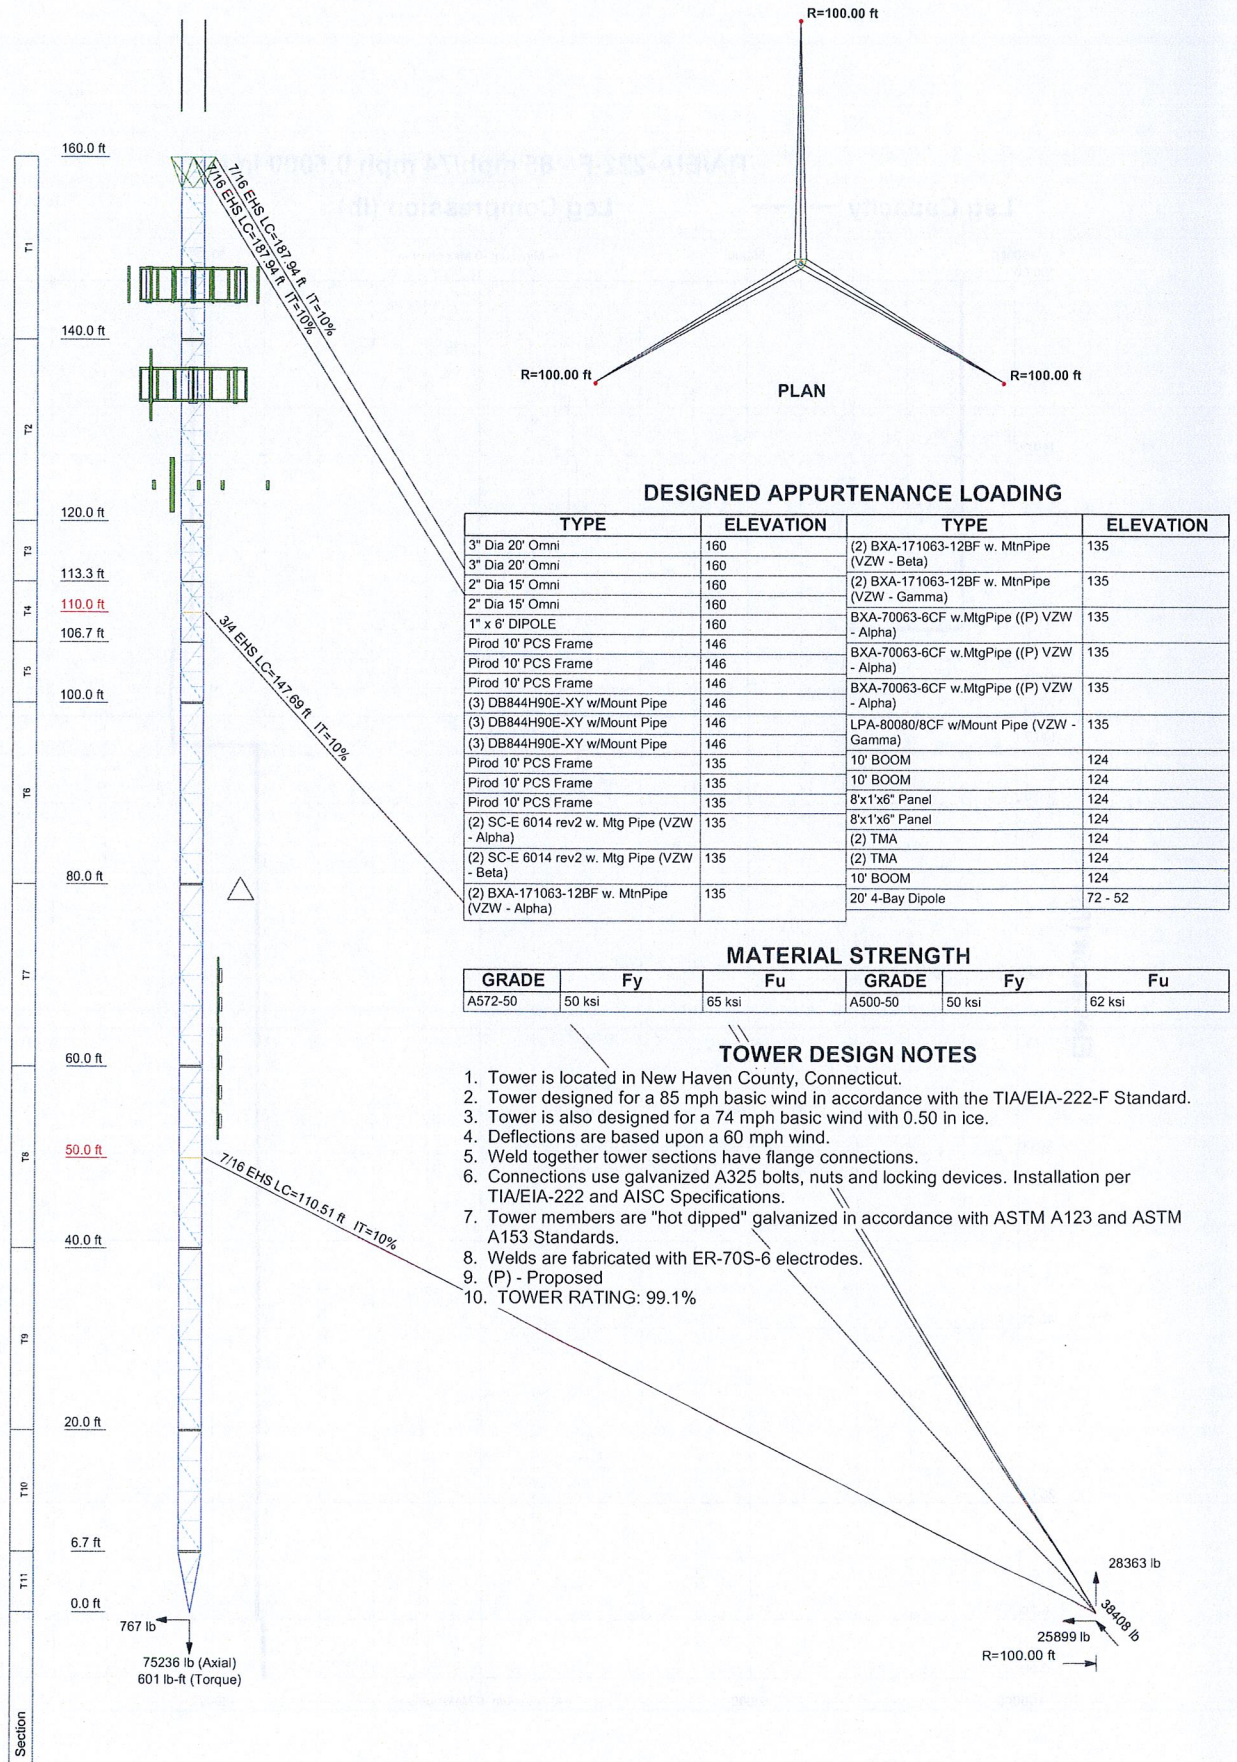 R=100.00 ft
R=100.00 ft
R=100.00 ft
PLAN
160.0 ft
7/16 EHS LC=187.94 ft IT=10%
7/16 EHS LC=187.94 ft IT=10%
T1
140.0 ft
T2
120.0 ft
T3
113.3 ft
110.0 ft
T4
106.7 ft
3/4 EHS LC=147.69 ft IT=10%
T5
100.0 ft
T6
80.0 ft
T7
60.0 ft
50.0 ft
T8
7/16 EHS LC=110.51 ft IT=10%
40.0 ft
T9
20.0 ft
T10
6.7 ft
T11
0.0 ft
767 lb
75236 lb (Axial)
601 lb-ft (Torque)
Section
DESIGNED APPURTENANCE LOADING
TYPE ELEVATION TYPE ELEVATION
3" Dia 20' Omni 160
3" Dia 20' Omni 160
2" Dia 15' Omni 160
2" Dia 15' Omni 160
1" x 6' DIPOLE 160
Pirod 10' PCS Frame 146
Pirod 10' PCS Frame 146
Pirod 10' PCS Frame 146
(3) DB844H90E-XY w/Mount Pipe 146
(3) DB844H90E-XY w/Mount Pipe 146
(3) DB844H90E-XY w/Mount Pipe 146
Pirod 10' PCS Frame 135
Pirod 10' PCS Frame 135
Pirod 10' PCS Frame 135
(2) SC-E 6014 rev2 w. Mtg Pipe (VZW 135
- Alpha)
(2) SC-E 6014 rev2 w. Mtg Pipe (VZW 135
- Beta)
(2) BXA-171063-12BF w. MtnPipe 135
(VZW - Alpha)
(2) BXA-171063-12BF w. MtnPipe 135
(VZW - Beta)
(2) BXA-171063-12BF w. MtnPipe 135
(VZW - Gamma)
BXA-70063-6CF w.MtgPipe ((P) VZW 135
- Alpha)
BXA-70063-6CF w.MtgPipe ((P) VZW 135
- Alpha)
BXA-70063-6CF w.MtgPipe ((P) VZW 135
- Alpha)
LPA-80080/8CF w/Mount Pipe (VZW - 135
Gamma)
10' BOOM 124
10' BOOM 124
8'x1'x6" Panel 124
8'x1'x6" Panel 124
(2) TMA 124
(2) TMA 124
10' BOOM 124
20' 4-Bay Dipole 72 - 52
MATERIAL STRENGTH
GRADE Fy Fu GRADE Fy Fu
A572-50 50 ksi 65 ksi A500-50 50 ksi 62 ksi
TOWER DESIGN NOTES
1. Tower is located in New Haven County, Connecticut.
2. Tower designed for a 85 mph basic wind in accordance with the TIA/EIA-222-F Standard.
3. Tower is also designed for a 74 mph basic wind with 0.50 in ice.
4. Deflections are based upon a 60 mph wind.
5. Weld together tower sections have flange connections.
6. Connections use galvanized A325 bolts, nuts and locking devices. Installation per
TIA/EIA-222 and AISC Specifications.
7. Tower members are "hot dipped" galvanized in accordance with ASTM A123 and ASTM
A153 Standards.
8. Welds are fabricated with ER-70S-6 electrodes.
9. (P) - Proposed
10. TOWER RATING: 99.1%
28363 lb
38408 lb
25899 lb
R=100.00 ft